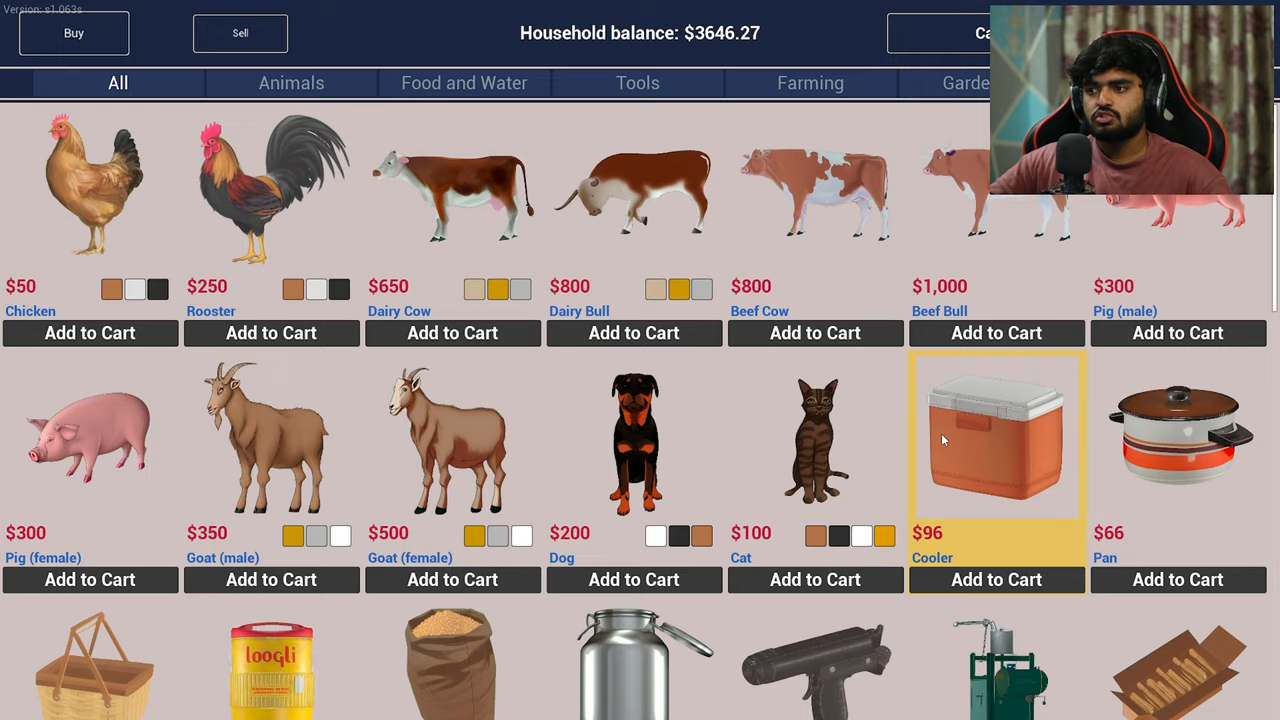 Version: s1.063s
Buy
Sell
Household balance: $3646.27
Ca
All
Animals
Food and Water
Tools
Farming
Garde
$50
Chicken
Add to Cart
$250
Rooster
Add to Cart
$650
Dairy Cow
Add to Cart
$800
Dairy Bull
Add to Cart
$800
Beef Cow
Add to Cart
$1,000
Beef Bull
Add to Cart
$300
Pig (male)
Add to Cart
$300
Pig (female)
Add to Cart
$350
Goat (male)
Add to Cart
$500
Goat (female)
Add to Cart
$200
Dog
Add to Cart
$100
Cat
Add to Cart
$96
Cooler
Add to Cart
$66
Pan
Add to Cart
loogli